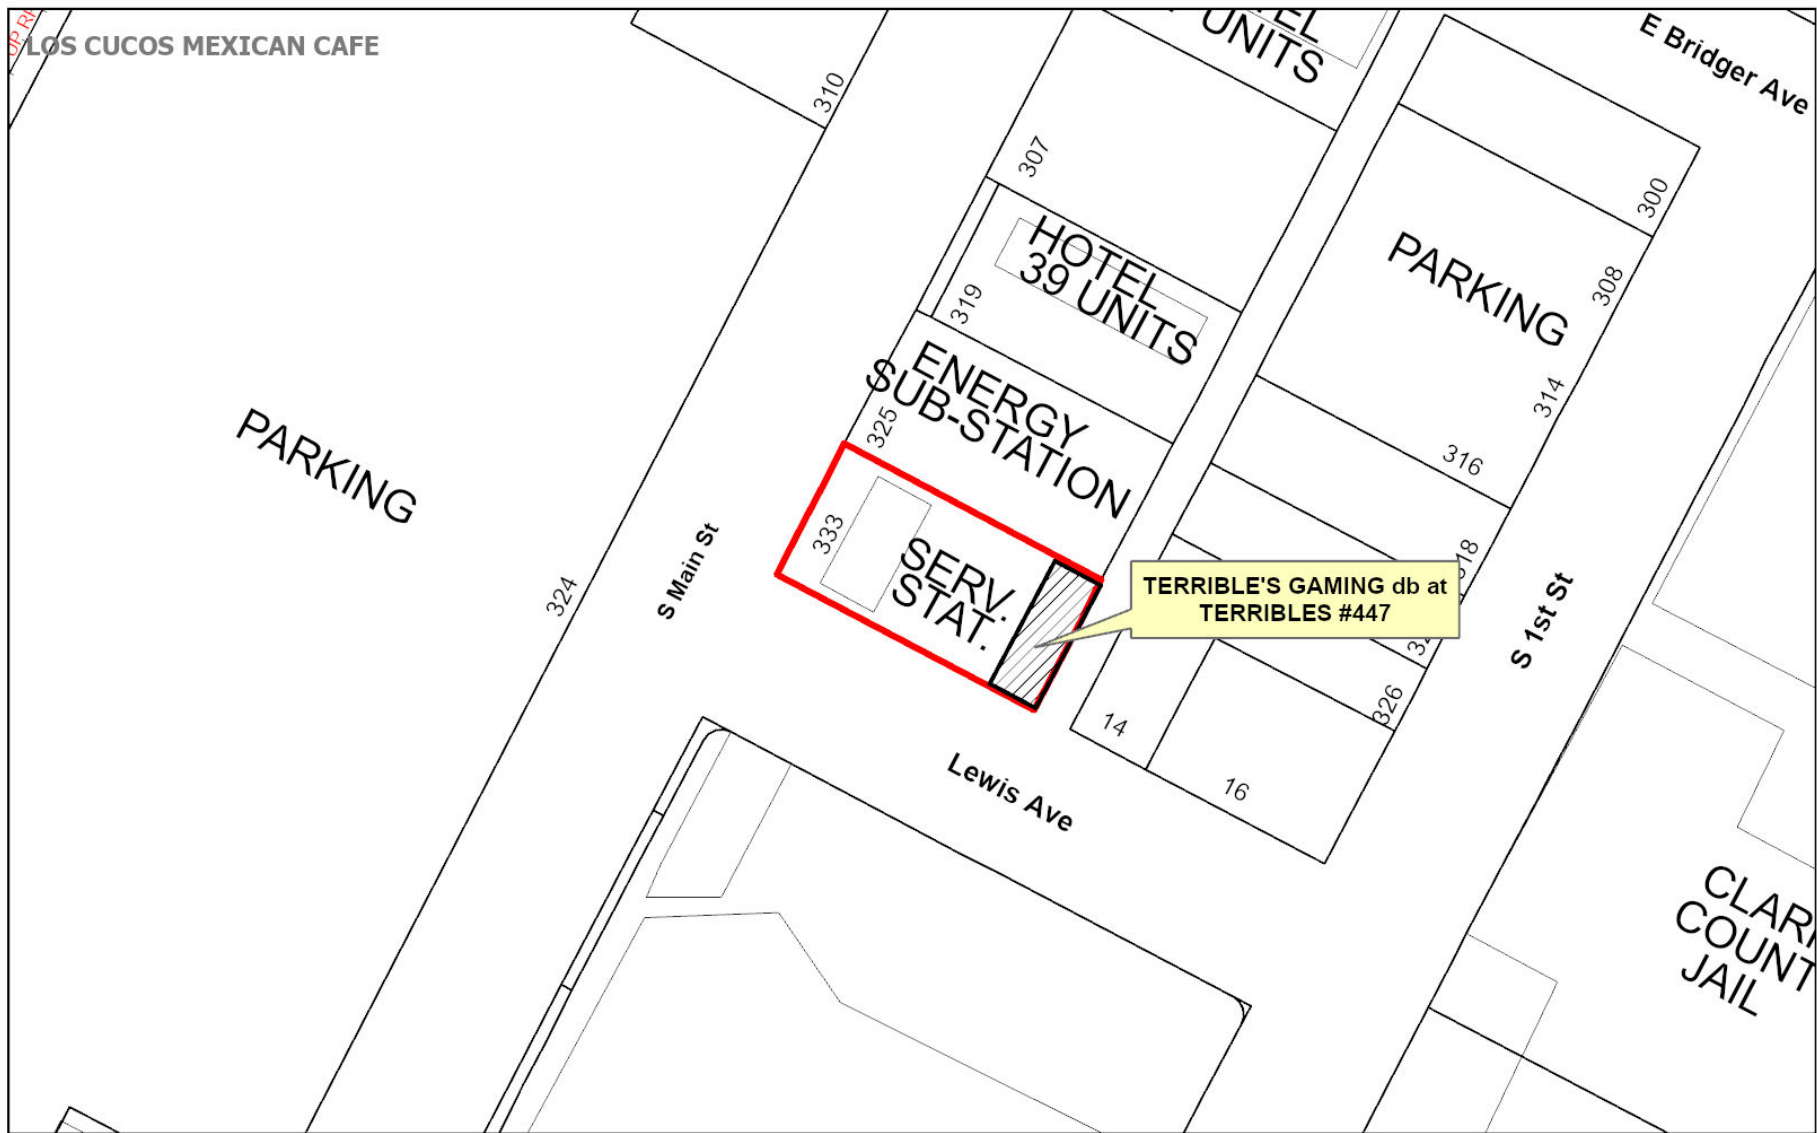 LOS CUCOS MEXICAN CAFE
UNITS
E Bridger Ave
310
307
300
HOTEL
39 UNITS
PARKING
308
319
314
ENERGY
SUB-STATION
325
316
PARKING
333
SERV.
STAT.
S Main St
324
TERRIBLE'S GAMING db at
TERRIBLES #447
S 1st St
326
14
16
Lewis Ave
CLARK
COUNT
JAIL